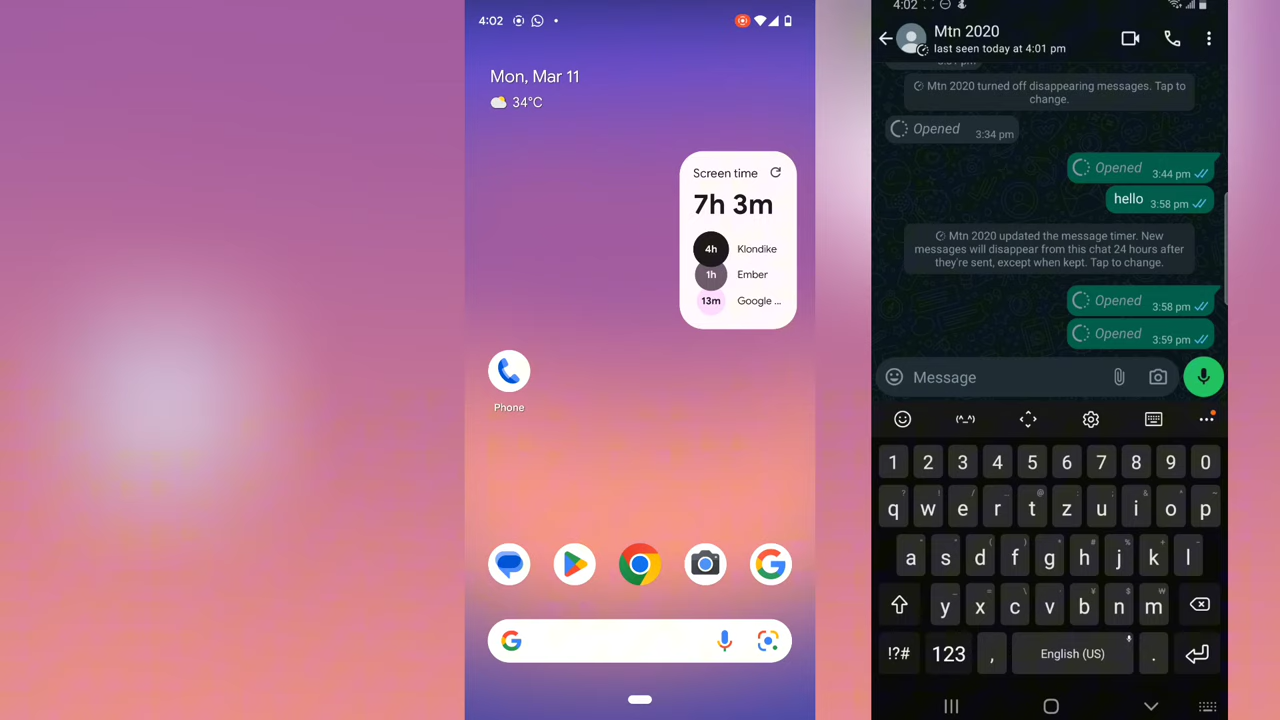 4:02
Mon, Mar 11
34°C
Screen time
7h 3m
4h Klondike
1h Ember
13m Google ...
Phone
4:02
Mtn 2020
last seen today at 4:01 pm
Mtn 2020 turned off disappearing messages. Tap to
change.
Opened 3:34 pm
Opened 3:44 pm
hello 3:58 pm
Mtn 2020 updated the message timer. New
messages will disappear from this chat 24 hours after
they're sent, except when kept. Tap to change.
Opened 3:58 pm
Opened 3:59 pm
Message
1 2 3 4 5 6 7 8 9 0
q w e r t z u i o p
a s d f g h j k l
y x c v b n m
!?# 123 , English (US) .